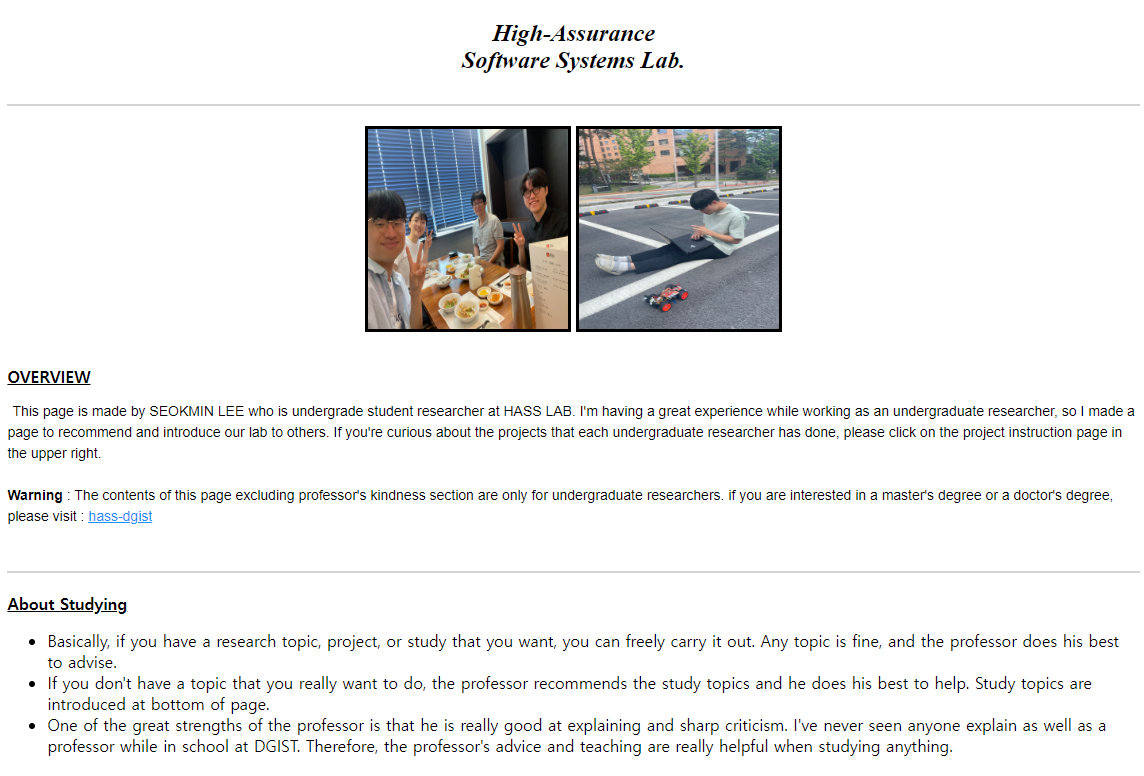 High-Assurance
Software Systems Lab.
OVERVIEW
This page is made by SEOKMIN LEE who is undergrade student researcher at HASS LAB. I'm having a great experience while working as an undergraduate researcher, so I made a
page to recommend and introduce our lab to others. If you're curious about the projects that each undergraduate researcher has done, please click on the project instruction page in
the upper right.
Warning : The contents of this page excluding professor's kindness section are only for undergraduate researchers. if you are interested in a master's degree or a doctor's degree,
please visit : hass-dgist
About Studying
• Basically, if you have a research topic, project, or study that you want, you can freely carry it out. Any topic is fine, and the professor does his best
to advise.
• If you don't have a topic that you really want to do, the professor recommends the study topics and he does his best to help. Study topics are
introduced at bottom of page.
• One of the great strengths of the professor is that he is really good at explaining and sharp criticism. I've never seen anyone explain as well as a
professor while in school at DGIST. Therefore, the professor's advice and teaching are really helpful when studying anything.